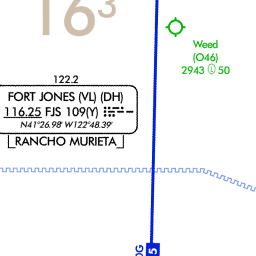 16³
Weed
(O46)
2943 Ⓛ 50
122.2
FORT JONES (VL) (DH)
116.25 FJS 109(Y)
N41°26.98' W122°48.39'
RANCHO MURIETA
5